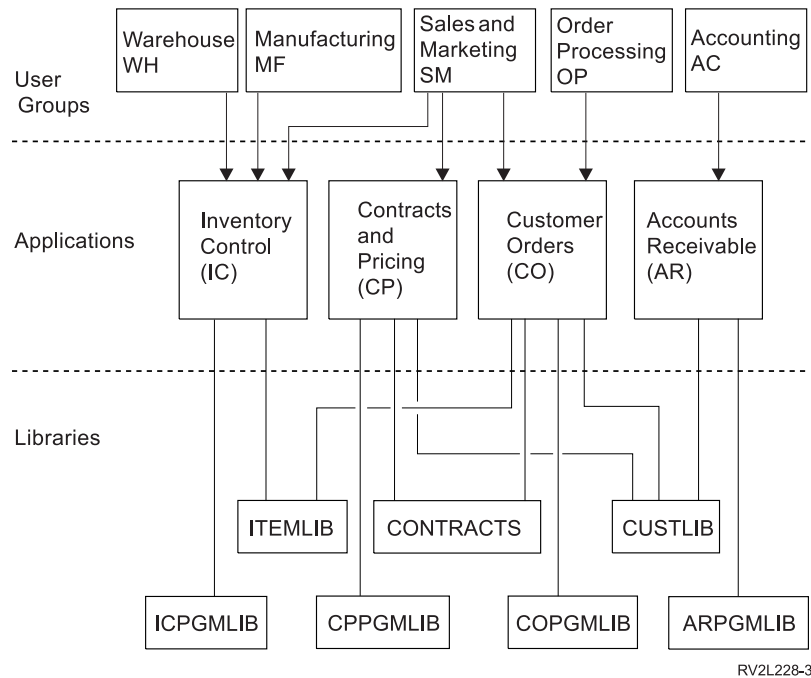 Warehouse
WH
Manufacturing
MF
Sales and
Marketing
SM
Order
Processing
OP
Accounting
AC
User
Groups
Applications
Inventory
Control
(IC)
Contracts
and
Pricing
(CP)
Customer
Orders
(CO)
Accounts
Receivable
(AR)
Libraries
ITEMLIB
CONTRACTS
CUSTLIB
ICPGMLIB
CPPGMLIB
COPGMLIB
ARPGMLIB
RV2L228-3